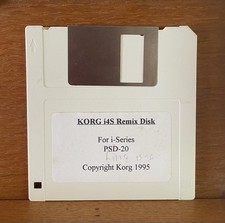 KORG i4S Remix Disk
For i-Series
PSD-20
Copyright Korg 1995